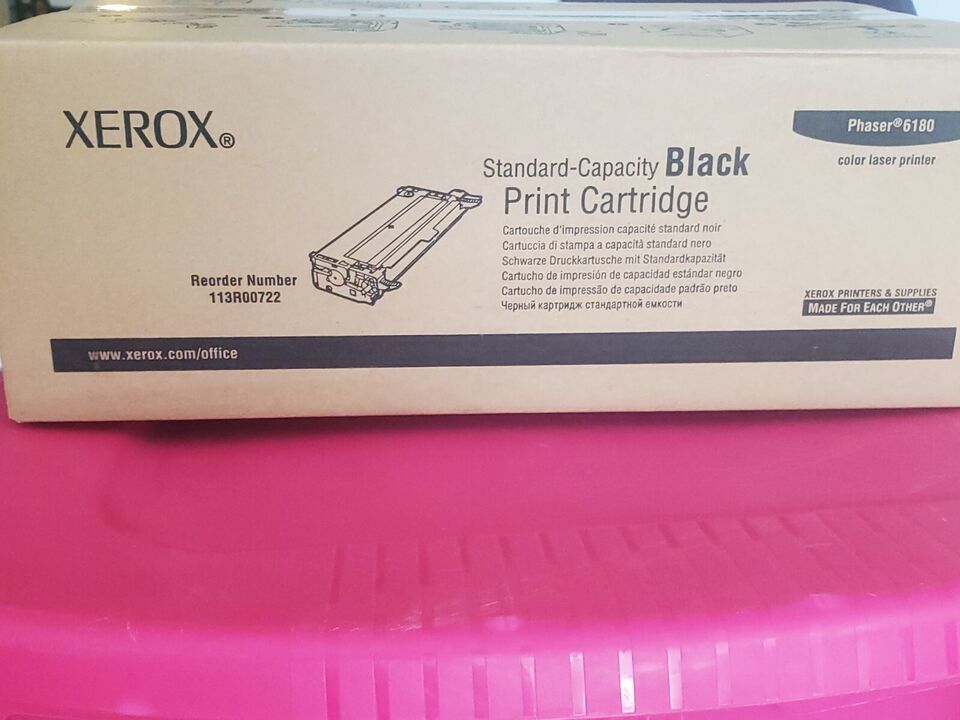 XEROX®
Phaser®6180
color laser printer
Standard-Capacity Black
Print Cartridge
Cartouche d'impression capacité standard noir
Cartuccia di stampa a capacità standard nero
Schwarze Druckkartusche mit Standardkapazität
Cartucho de impresión de capacidad estándar negro
Cartucho de impressão de capacidade padrão preto
Черный картридж стандартной емкости
Reorder Number
113R00722
XEROX PRINTERS & SUPPLIES
MADE FOR EACH OTHER®
www.xerox.com/office